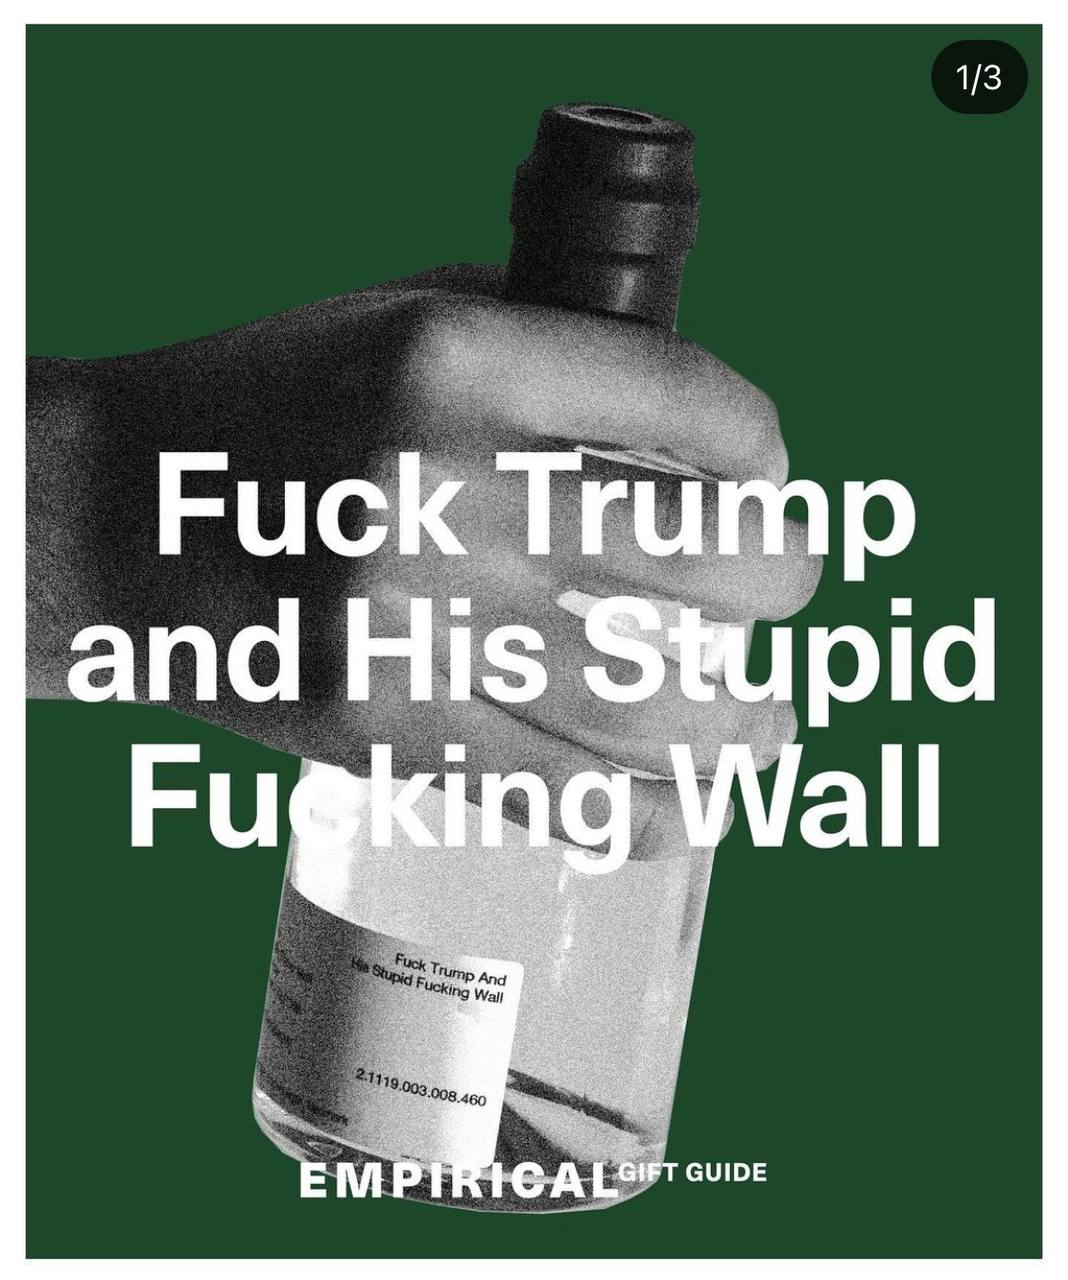 1/3
Fuck Trump
and His Stupid
Fucking Wall
Fuck Trump And
His Stupid Fucking Wall
2.1119.003.008.460
EMPIRICAL GIFT GUIDE